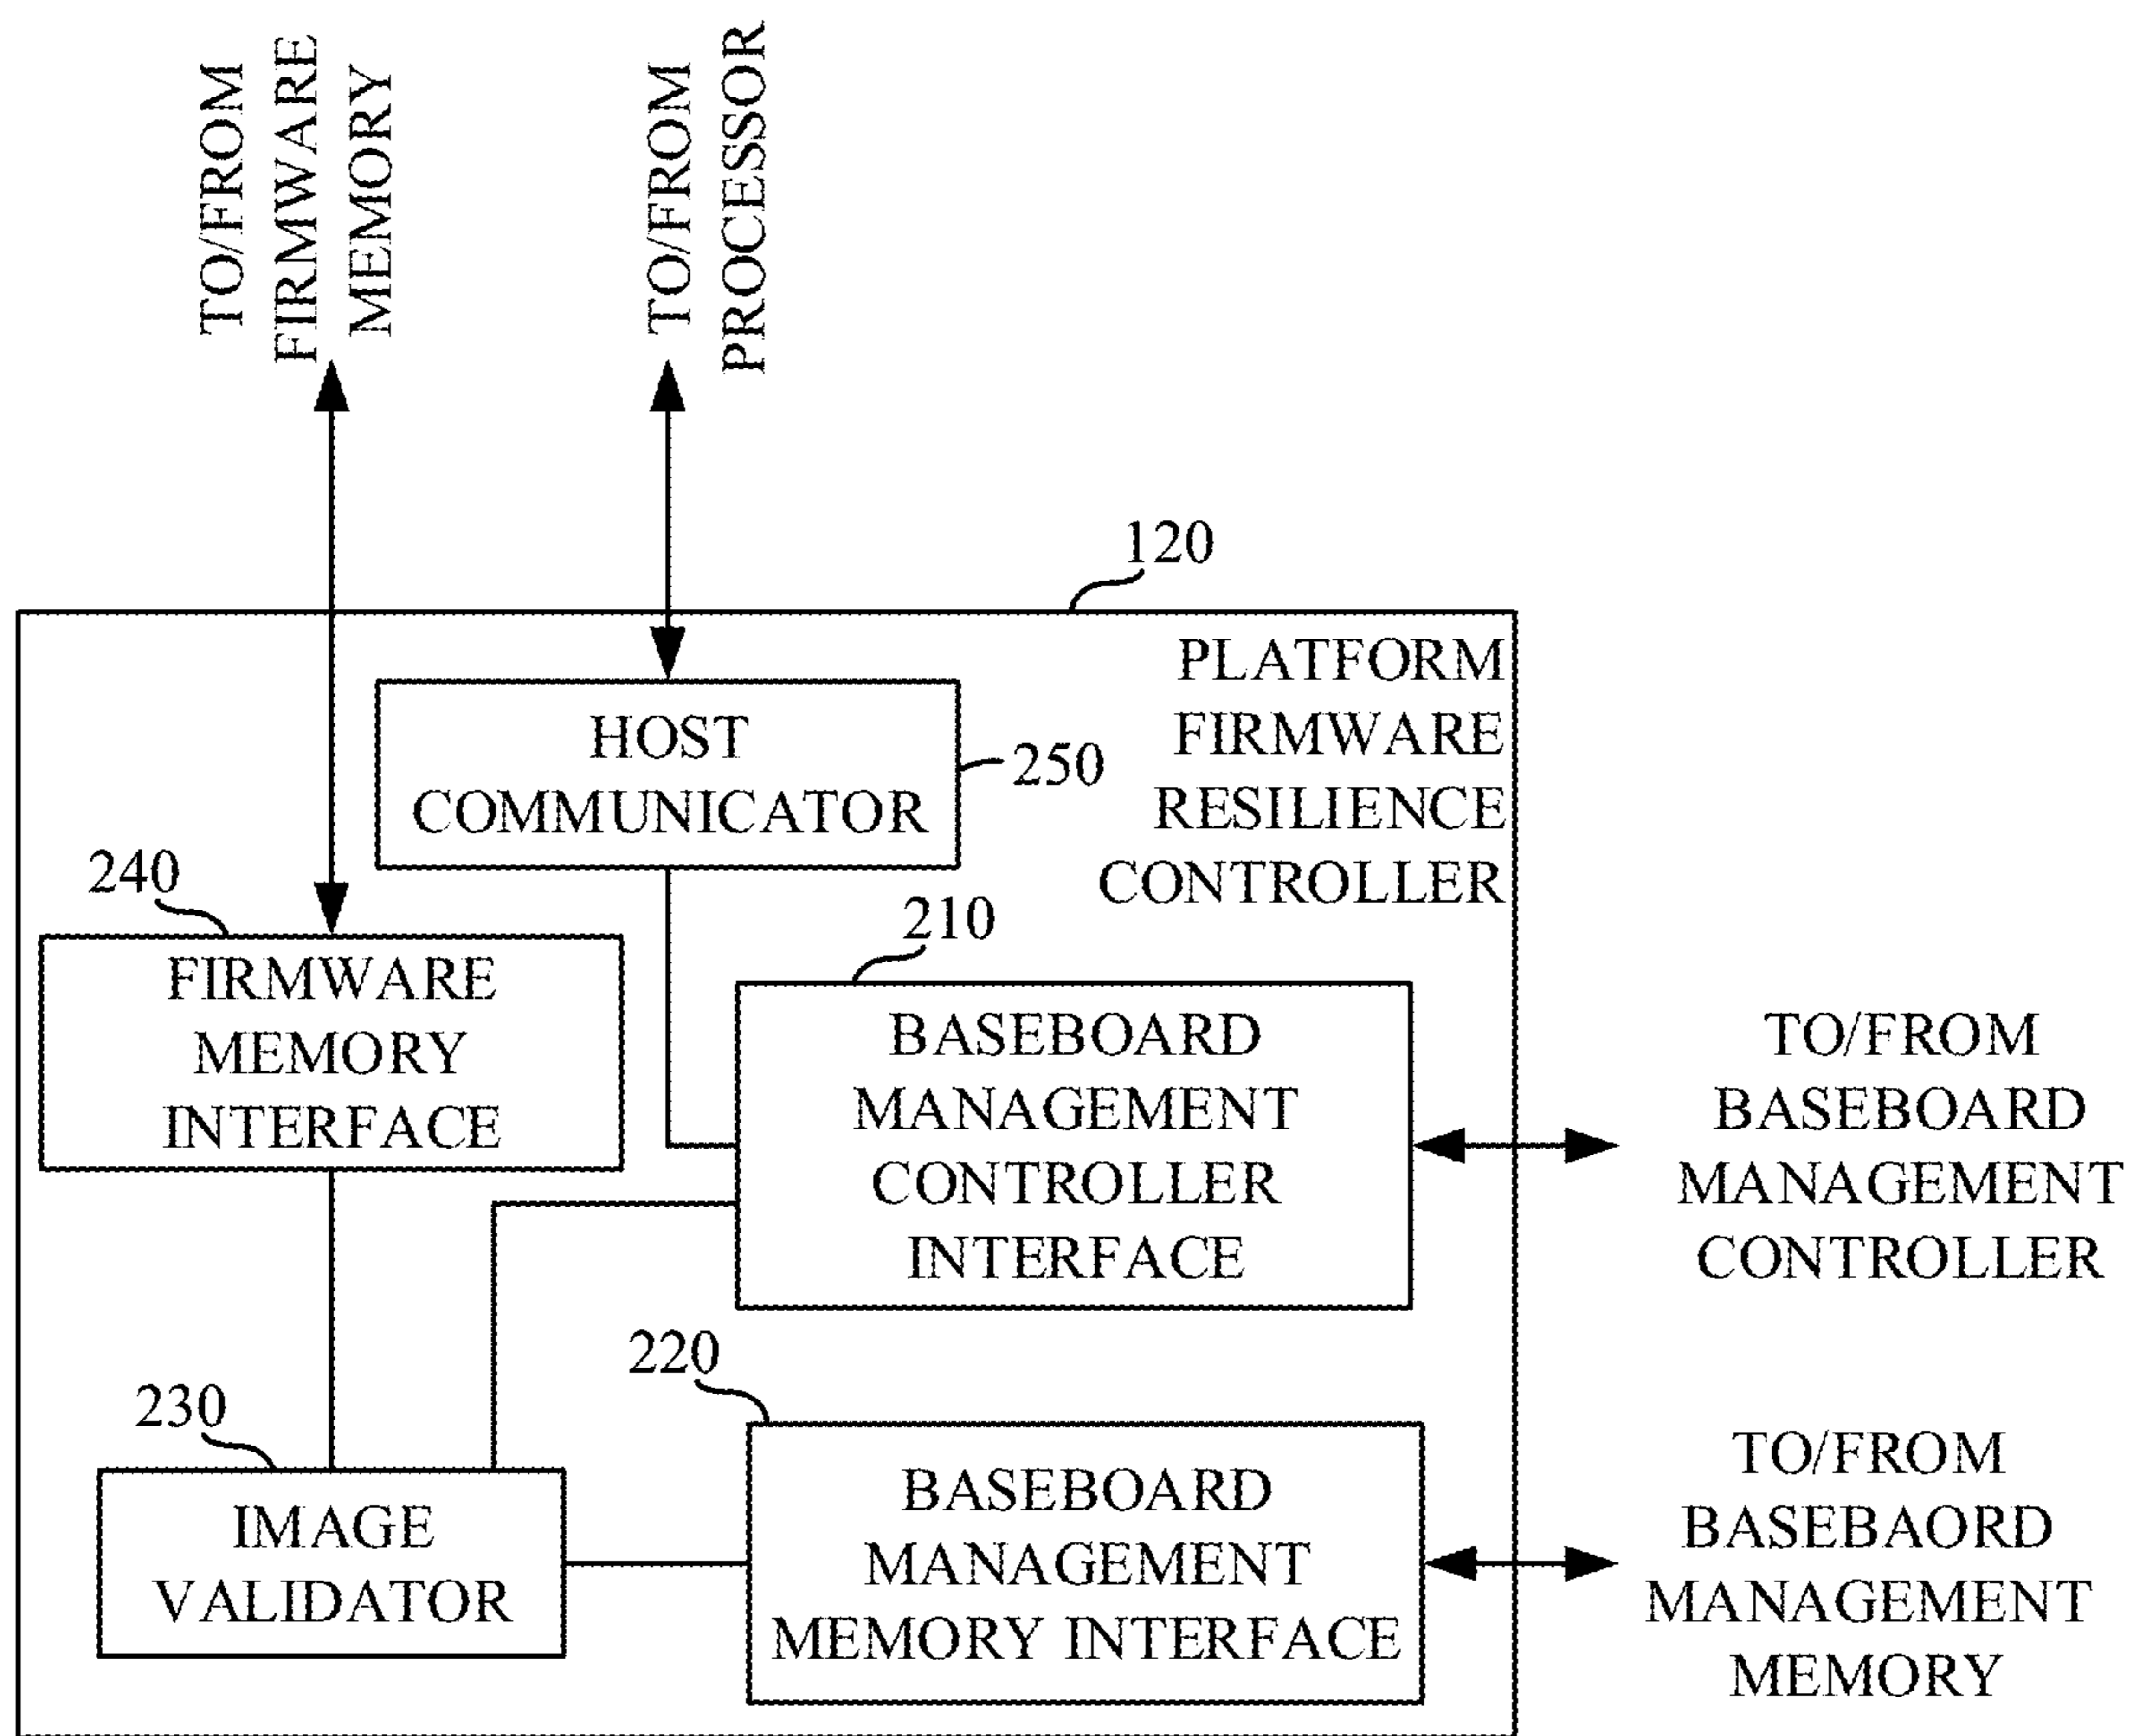 TO/FROM
FIRMWARE
MEMORY
TO/FROM
PROCESSOR
120
PLATFORM
FIRMWARE
RESILIENCE
CONTROLLER
HOST
COMMUNICATOR
250
240
FIRMWARE
MEMORY
INTERFACE
210
BASEBOARD
MANAGEMENT
CONTROLLER
INTERFACE
TO/FROM
BASEBOARD
MANAGEMENT
CONTROLLER
230
IMAGE
VALIDATOR
220
BASEBOARD
MANAGEMENT
MEMORY INTERFACE
TO/FROM
BASEBAORD
MANAGEMENT
MEMORY